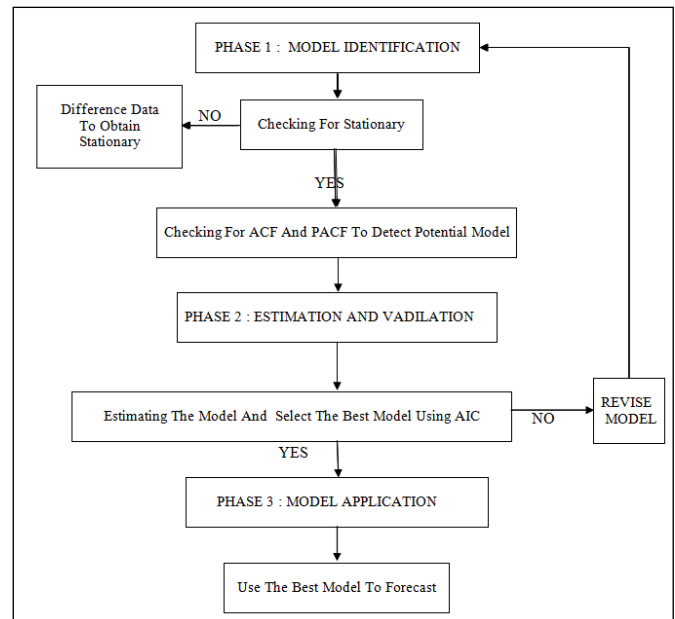 PHASE 1 : MODEL IDENTIFICATION
Difference Data
To Obtain
Stationary
NO
Checking For Stationary
YES
Checking For ACF And PACF To Detect Potential Model
PHASE 2 : ESTIMATION AND VADILATION
Estimating The Model And Select The Best Model Using AIC
NO
REVISE
MODEL
YES
PHASE 3 : MODEL APPLICATION
Use The Best Model To Forecast